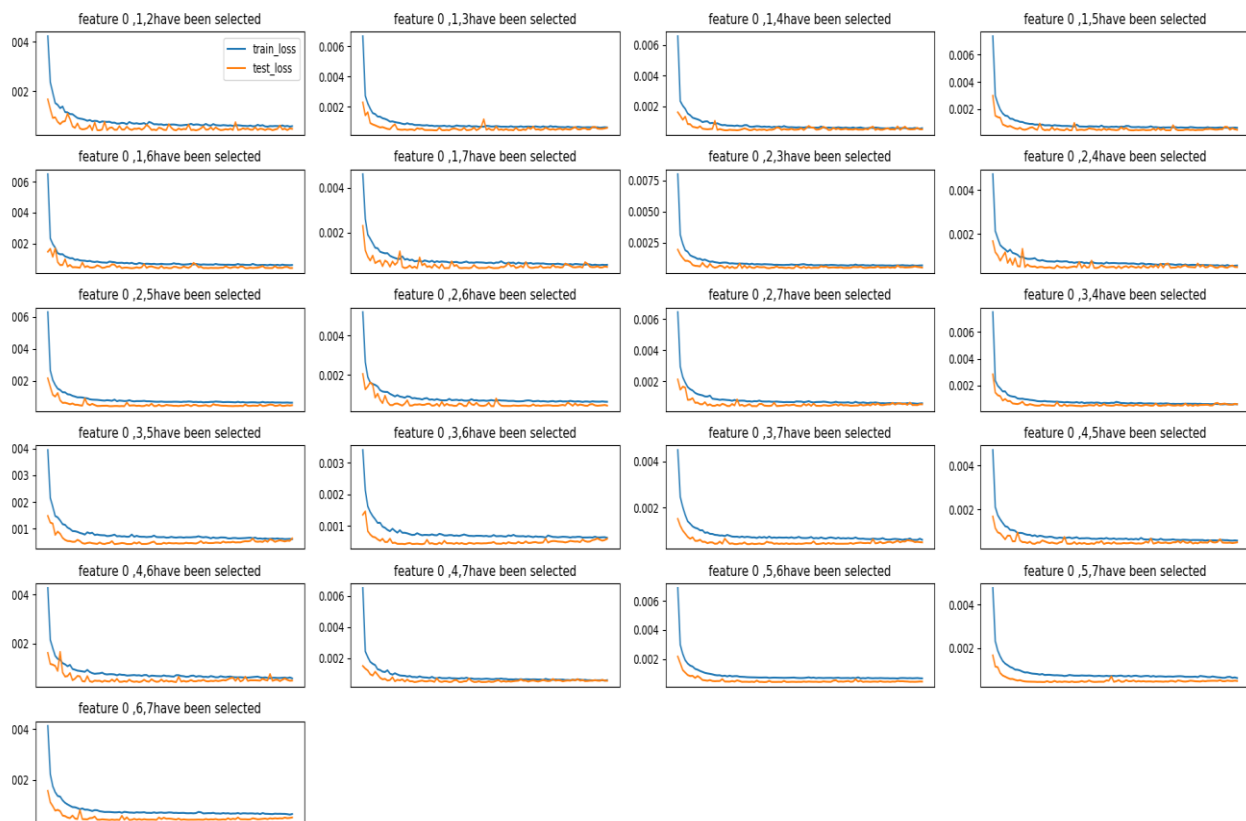 feature 0 ,1,2have been selected
feature 0 ,1,3have been selected
feature 0 ,1,4have been selected
feature 0 ,1,5have been selected
004
002
train_loss
test_loss
0.006
0.004
0.002
0.006
0.004
0.002
0.006
0.004
0.002
feature 0 ,1,6have been selected
feature 0 ,1,7have been selected
feature 0 ,2,3have been selected
feature 0 ,2,4have been selected
006
004
002
0.004
0.002
0.0075
0.0050
0.0025
0.004
0.002
feature 0 ,2,5have been selected
feature 0 ,2,6have been selected
feature 0 ,2,7have been selected
feature 0 ,3,4have been selected
006
004
002
0.004
0.002
0.006
0.004
0.002
0.006
0.004
0.002
feature 0 ,3,5have been selected
feature 0 ,3,6have been selected
feature 0 ,3,7have been selected
feature 0 ,4,5have been selected
004
003
002
001
0.003
0.002
0.001
0.004
0.002
0.004
0.002
feature 0 ,4,6have been selected
feature 0 ,4,7have been selected
feature 0 ,5,6have been selected
feature 0 ,5,7have been selected
004
002
0.006
0.004
0.002
0.006
0.004
0.002
0.004
0.002
feature 0 ,6,7have been selected
004
002